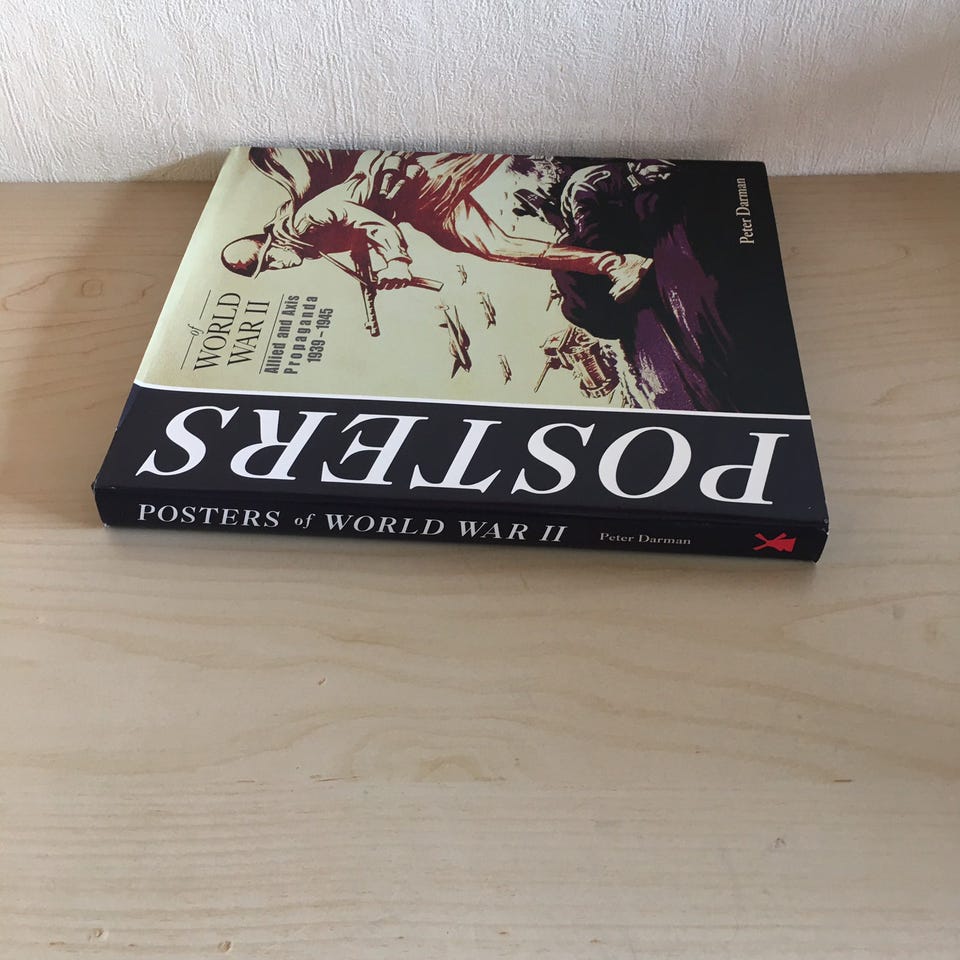 POSTERS
of
WORLD
WAR II
Allied and Axis
Propaganda
1939–1945
Peter Darman
POSTERS of WORLD WAR II Peter Darman